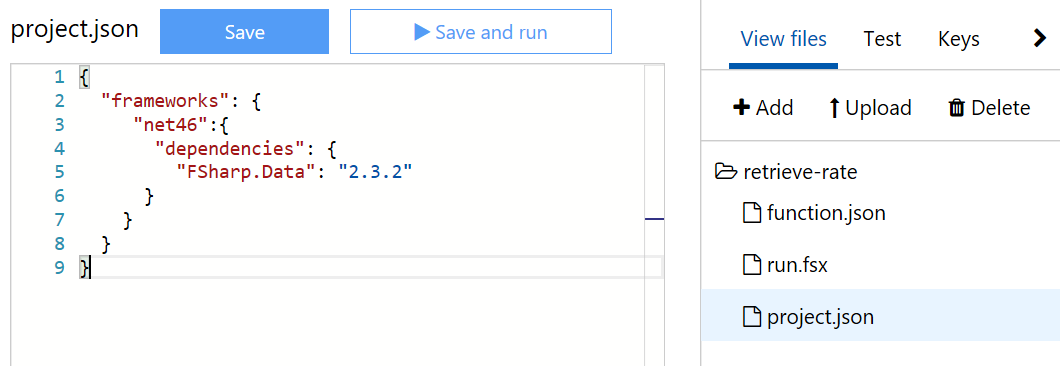 project.json Save Save and run View files Test Keys
Add Upload Delete
1 {
2   "frameworks": {
3     "net46":{
4       "dependencies": {
5         "FSharp.Data": "2.3.2"
6       }
7     }
8   }
9 }
retrieve-rate
function.json
run.fsx
project.json